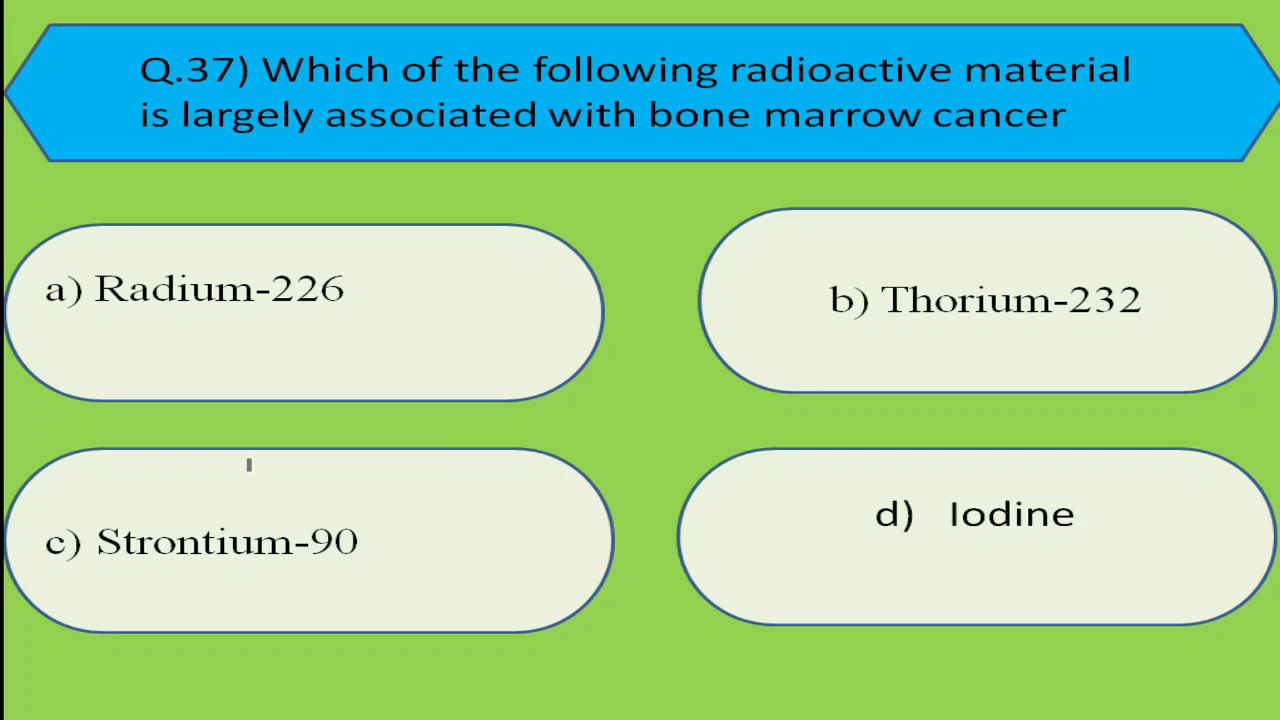 Q.37) Which of the following radioactive material
is largely associated with bone marrow cancer
a) Radium-226
b) Thorium-232
c) Strontium-90
d) Iodine